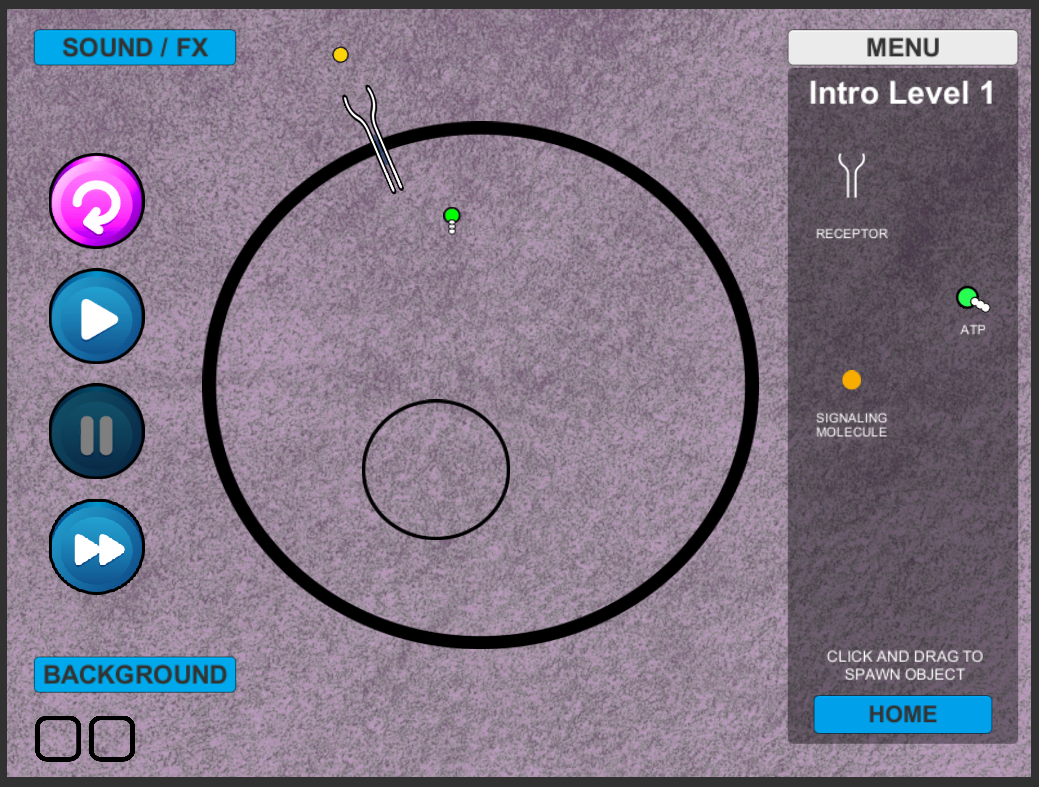 SOUND / FX
MENU
Intro Level 1
RECEPTOR
ATP
SIGNALING
MOLECULE
CLICK AND DRAG TO
SPAWN OBJECT
BACKGROUND
HOME